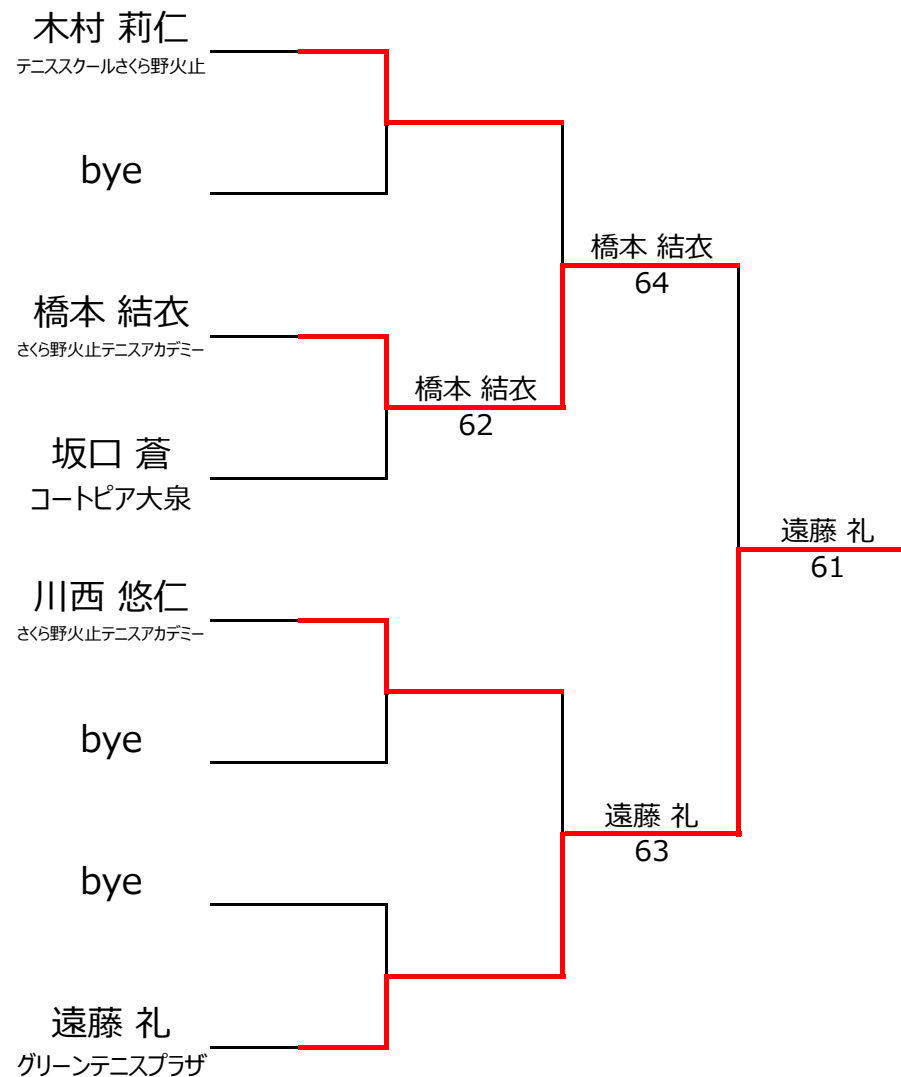 木村 莉仁
テニススクールさくら野火止
bye
橋本 結衣
64
橋本 結衣
さくら野火止テニスアカデミー
橋本 結衣
62
坂口 蒼
コートピア大泉
遠藤 礼
61
川西 悠仁
さくら野火止テニスアカデミー
bye
遠藤 礼
63
bye
遠藤 礼
グリーンテニスプラザ